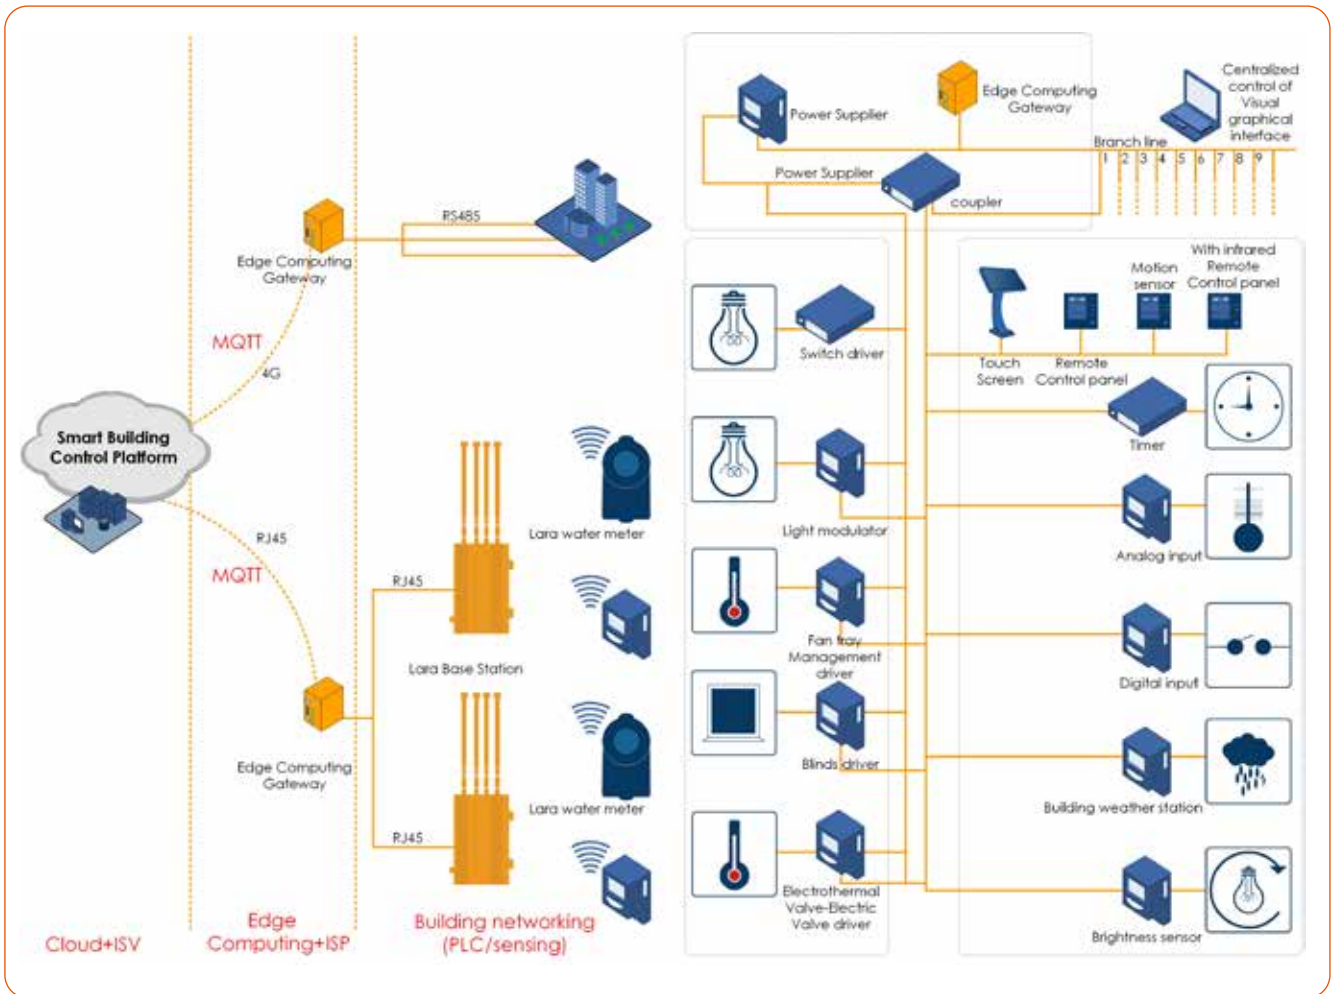 Power Supplier
Edge Computing
Gateway
Centralized
control of
Visual
graphical
interface
Branch line
1 2 3 4 5 6 7 8 9
Power Supplier
coupler
RS485
Edge Computing
Gateway
MQTT
4G
Smart Building
Control Platform
RJ45
MQTT
RJ45
Lara water meter
Lara Base Station
Edge Computing
Gateway
Lara water meter
RJ45
Cloud+ISV
Edge
Computing+ISP
Building networking
(PLC/sensing)
Switch driver
Light modulator
Fan tray
Management
driver
Blinds driver
Electrothermal
Valve-Electric
Valve driver
Touch
Screen
Remote
Control panel
Motion
sensor
With infrared
Remote
Control panel
Timer
Analog input
Digital input
Building weather station
Brightness sensor